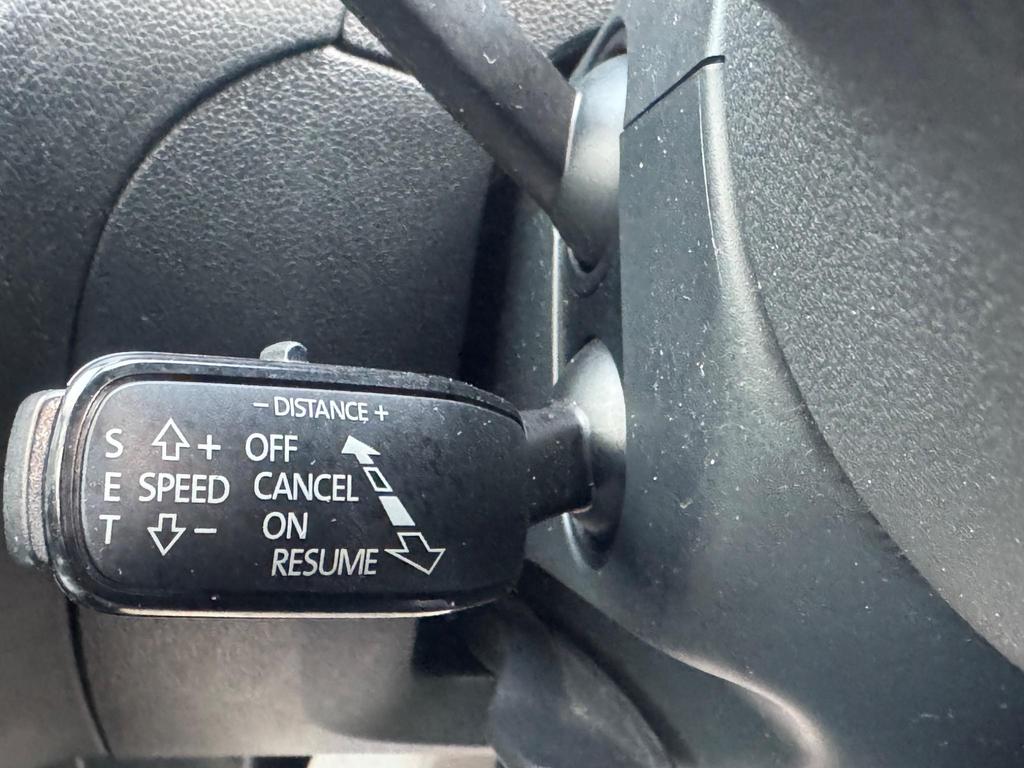 − DISTANCE +
S + OFF
E SPEED CANCEL
T − ON
RESUME